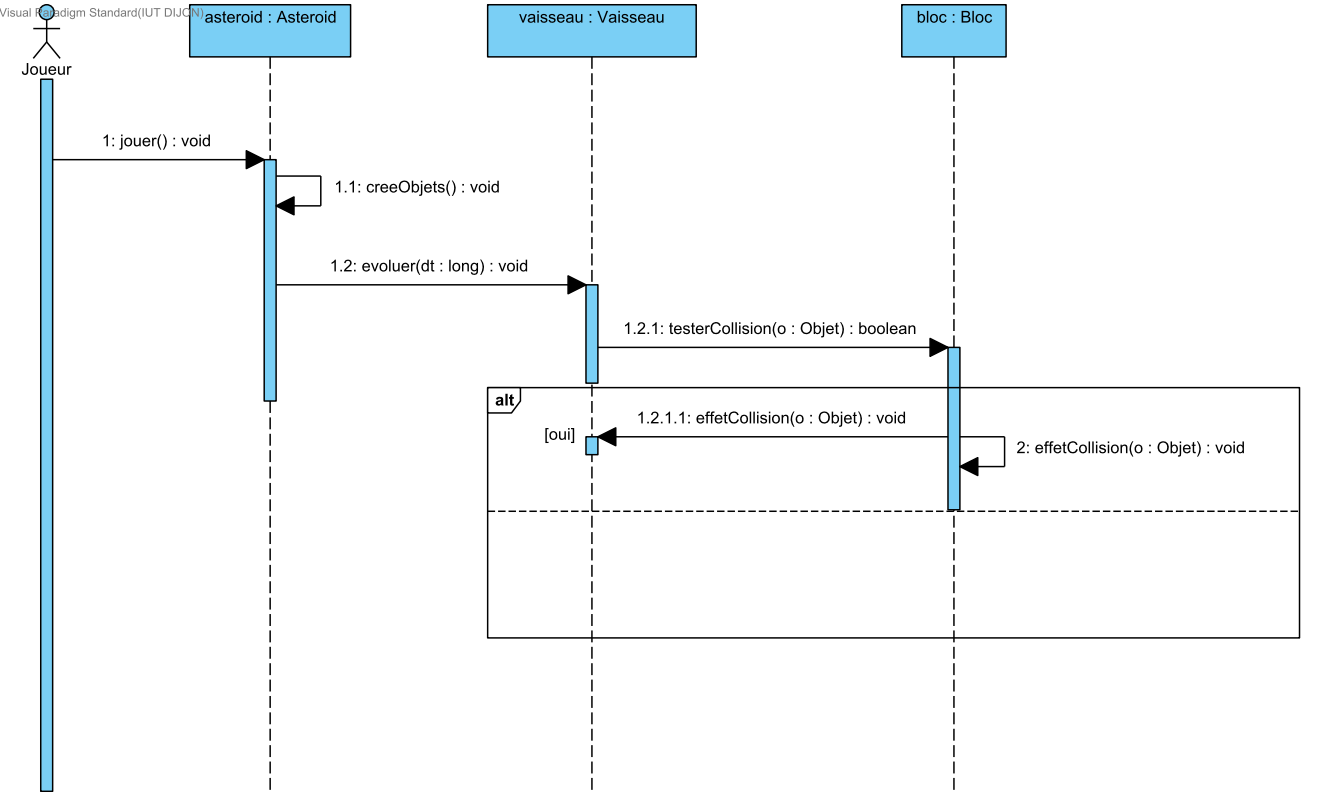 Visual Paradigm Standard(IUT DIJON)
asteroid : Asteroid
vaisseau : Vaisseau
bloc : Bloc
Joueur
1: jouer() : void
1.1: creeObjets() : void
1.2: evoluer(dt : long) : void
1.2.1: testerCollision(o : Objet) : boolean
alt
1.2.1.1: effetCollision(o : Objet) : void
[oui]
2: effetCollision(o : Objet) : void